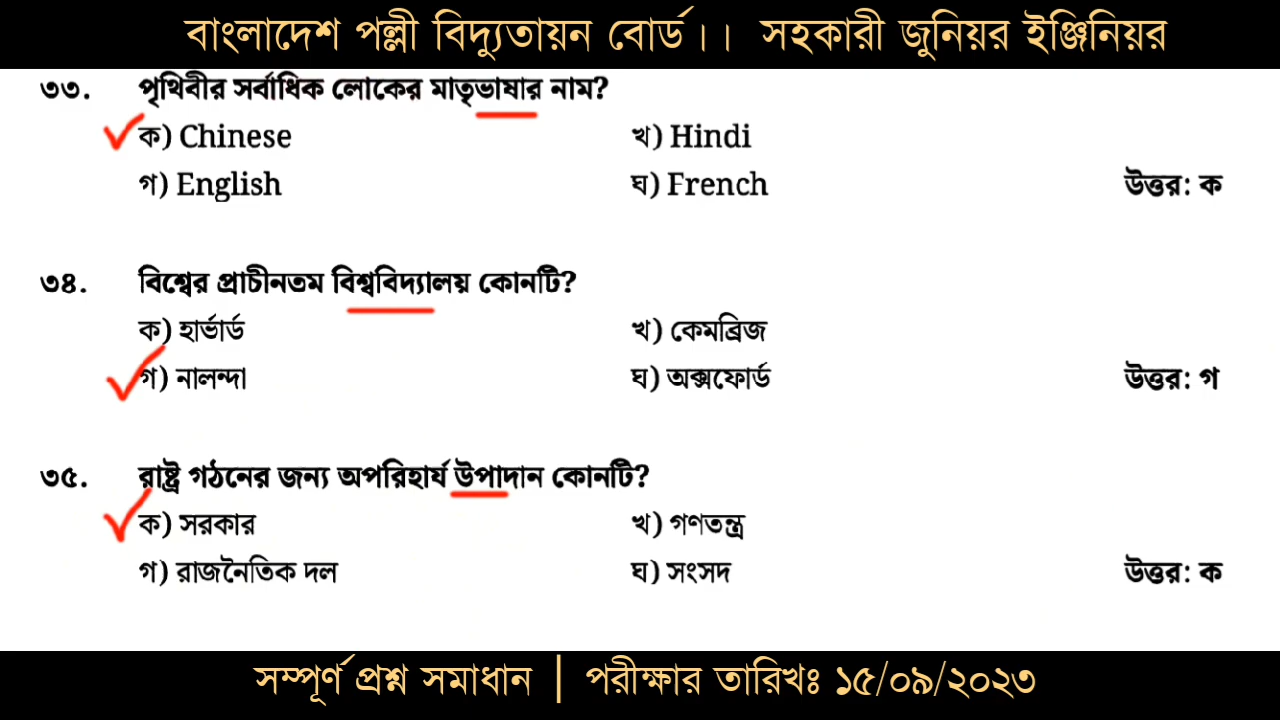 বাংলাদেশ পল্লী বিদ্যুতায়ন বোর্ড।। সহকারী জুনিয়র ইঞ্জিনিয়র
৩৩. পৃথিবীর সর্বাধিক লোকের মাতৃভাষার নাম?
ক) Chinese খ) Hindi
গ) English ঘ) French উত্তর: ক
৩৪. বিশ্বের প্রাচীনতম বিশ্ববিদ্যালয় কোনটি?
ক) হার্ভার্ড খ) কেমব্রিজ
গ) নালন্দা ঘ) অক্সফোর্ড উত্তর: গ
৩৫. রাষ্ট্র গঠনের জন্য অপরিহার্য উপাদান কোনটি?
ক) সরকার খ) গণতন্ত্র
গ) রাজনৈতিক দল ঘ) সংসদ উত্তর: ক
সম্পূর্ণ প্রশ্ন সমাধান | পরীক্ষার তারিখঃ ১৫/০৯/২০২৩